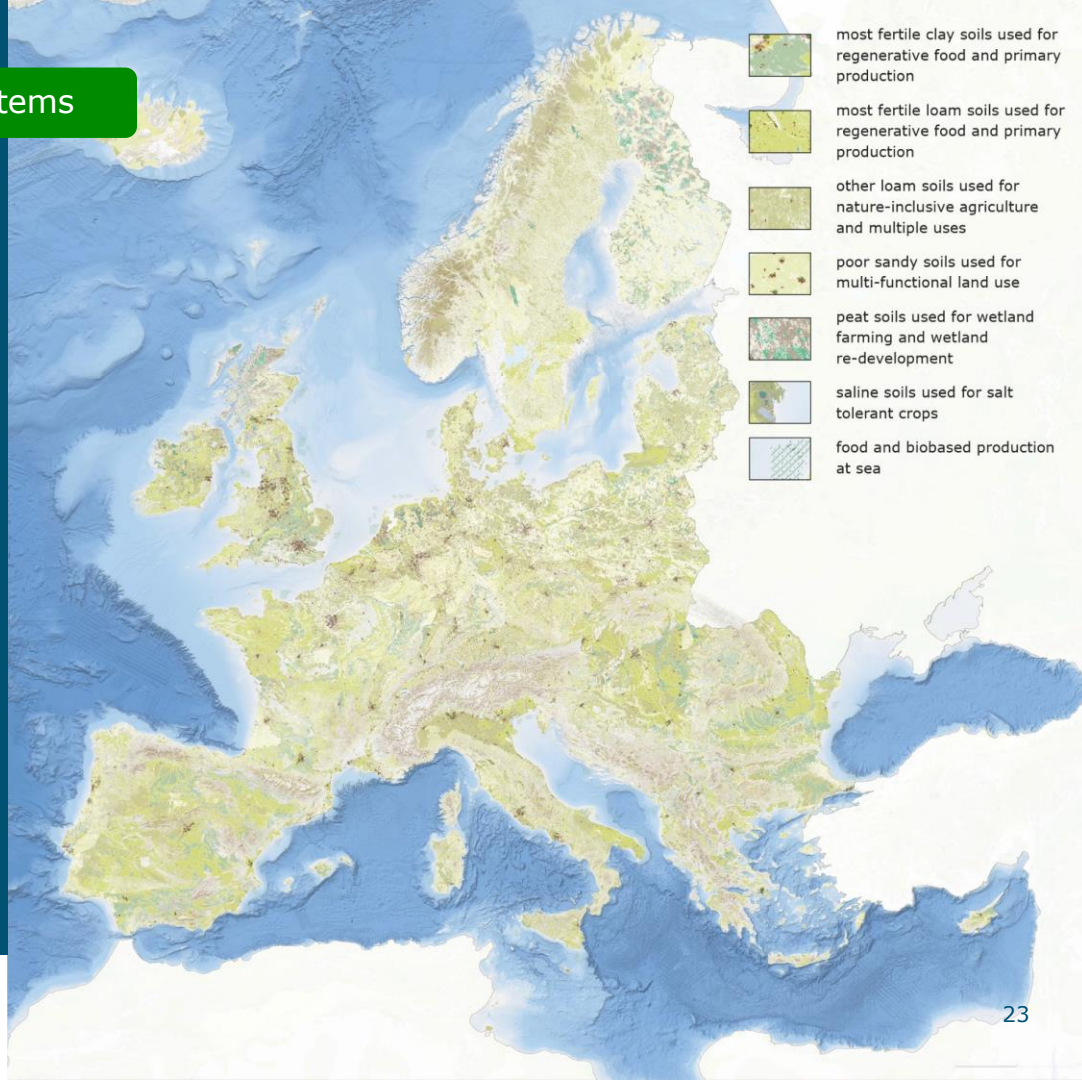 tems
most fertile clay soils used for
regenerative food and primary
production
most fertile loam soils used for
regenerative food and primary
production
other loam soils used for
nature-inclusive agriculture
and multiple uses
poor sandy soils used for
multi-functional land use
peat soils used for wetland
farming and wetland
re-development
saline soils used for salt
tolerant crops
food and biobased production
at sea
23